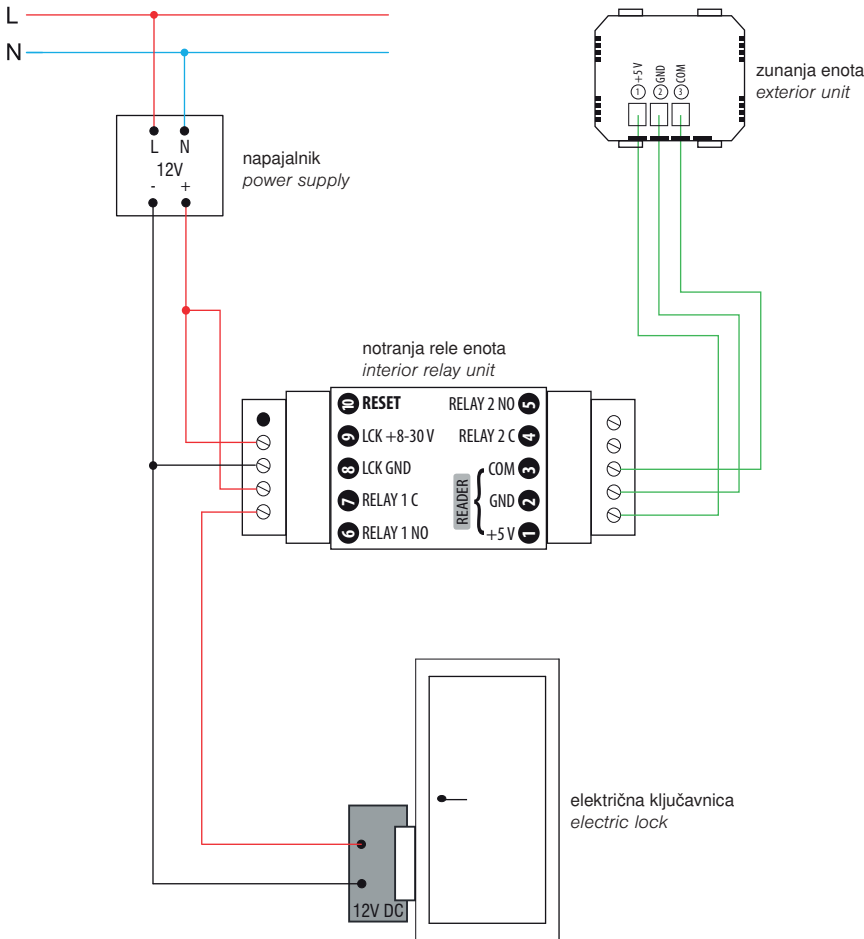 L
N
L N
12V
- +
napajalnik
power supply
+5 V GND COM
1 2 3
zunanja enota
exterior unit
notranja rele enota
interior relay unit
10 RESET
9 LCK +8-30 V
8 LCK GND
7 RELAY 1 C
6 RELAY 1 NO
RELAY 2 NO 5
RELAY 2 C 4
READER
COM 3
GND 2
+5 V 1
električna ključavnica
electric lock
12V DC